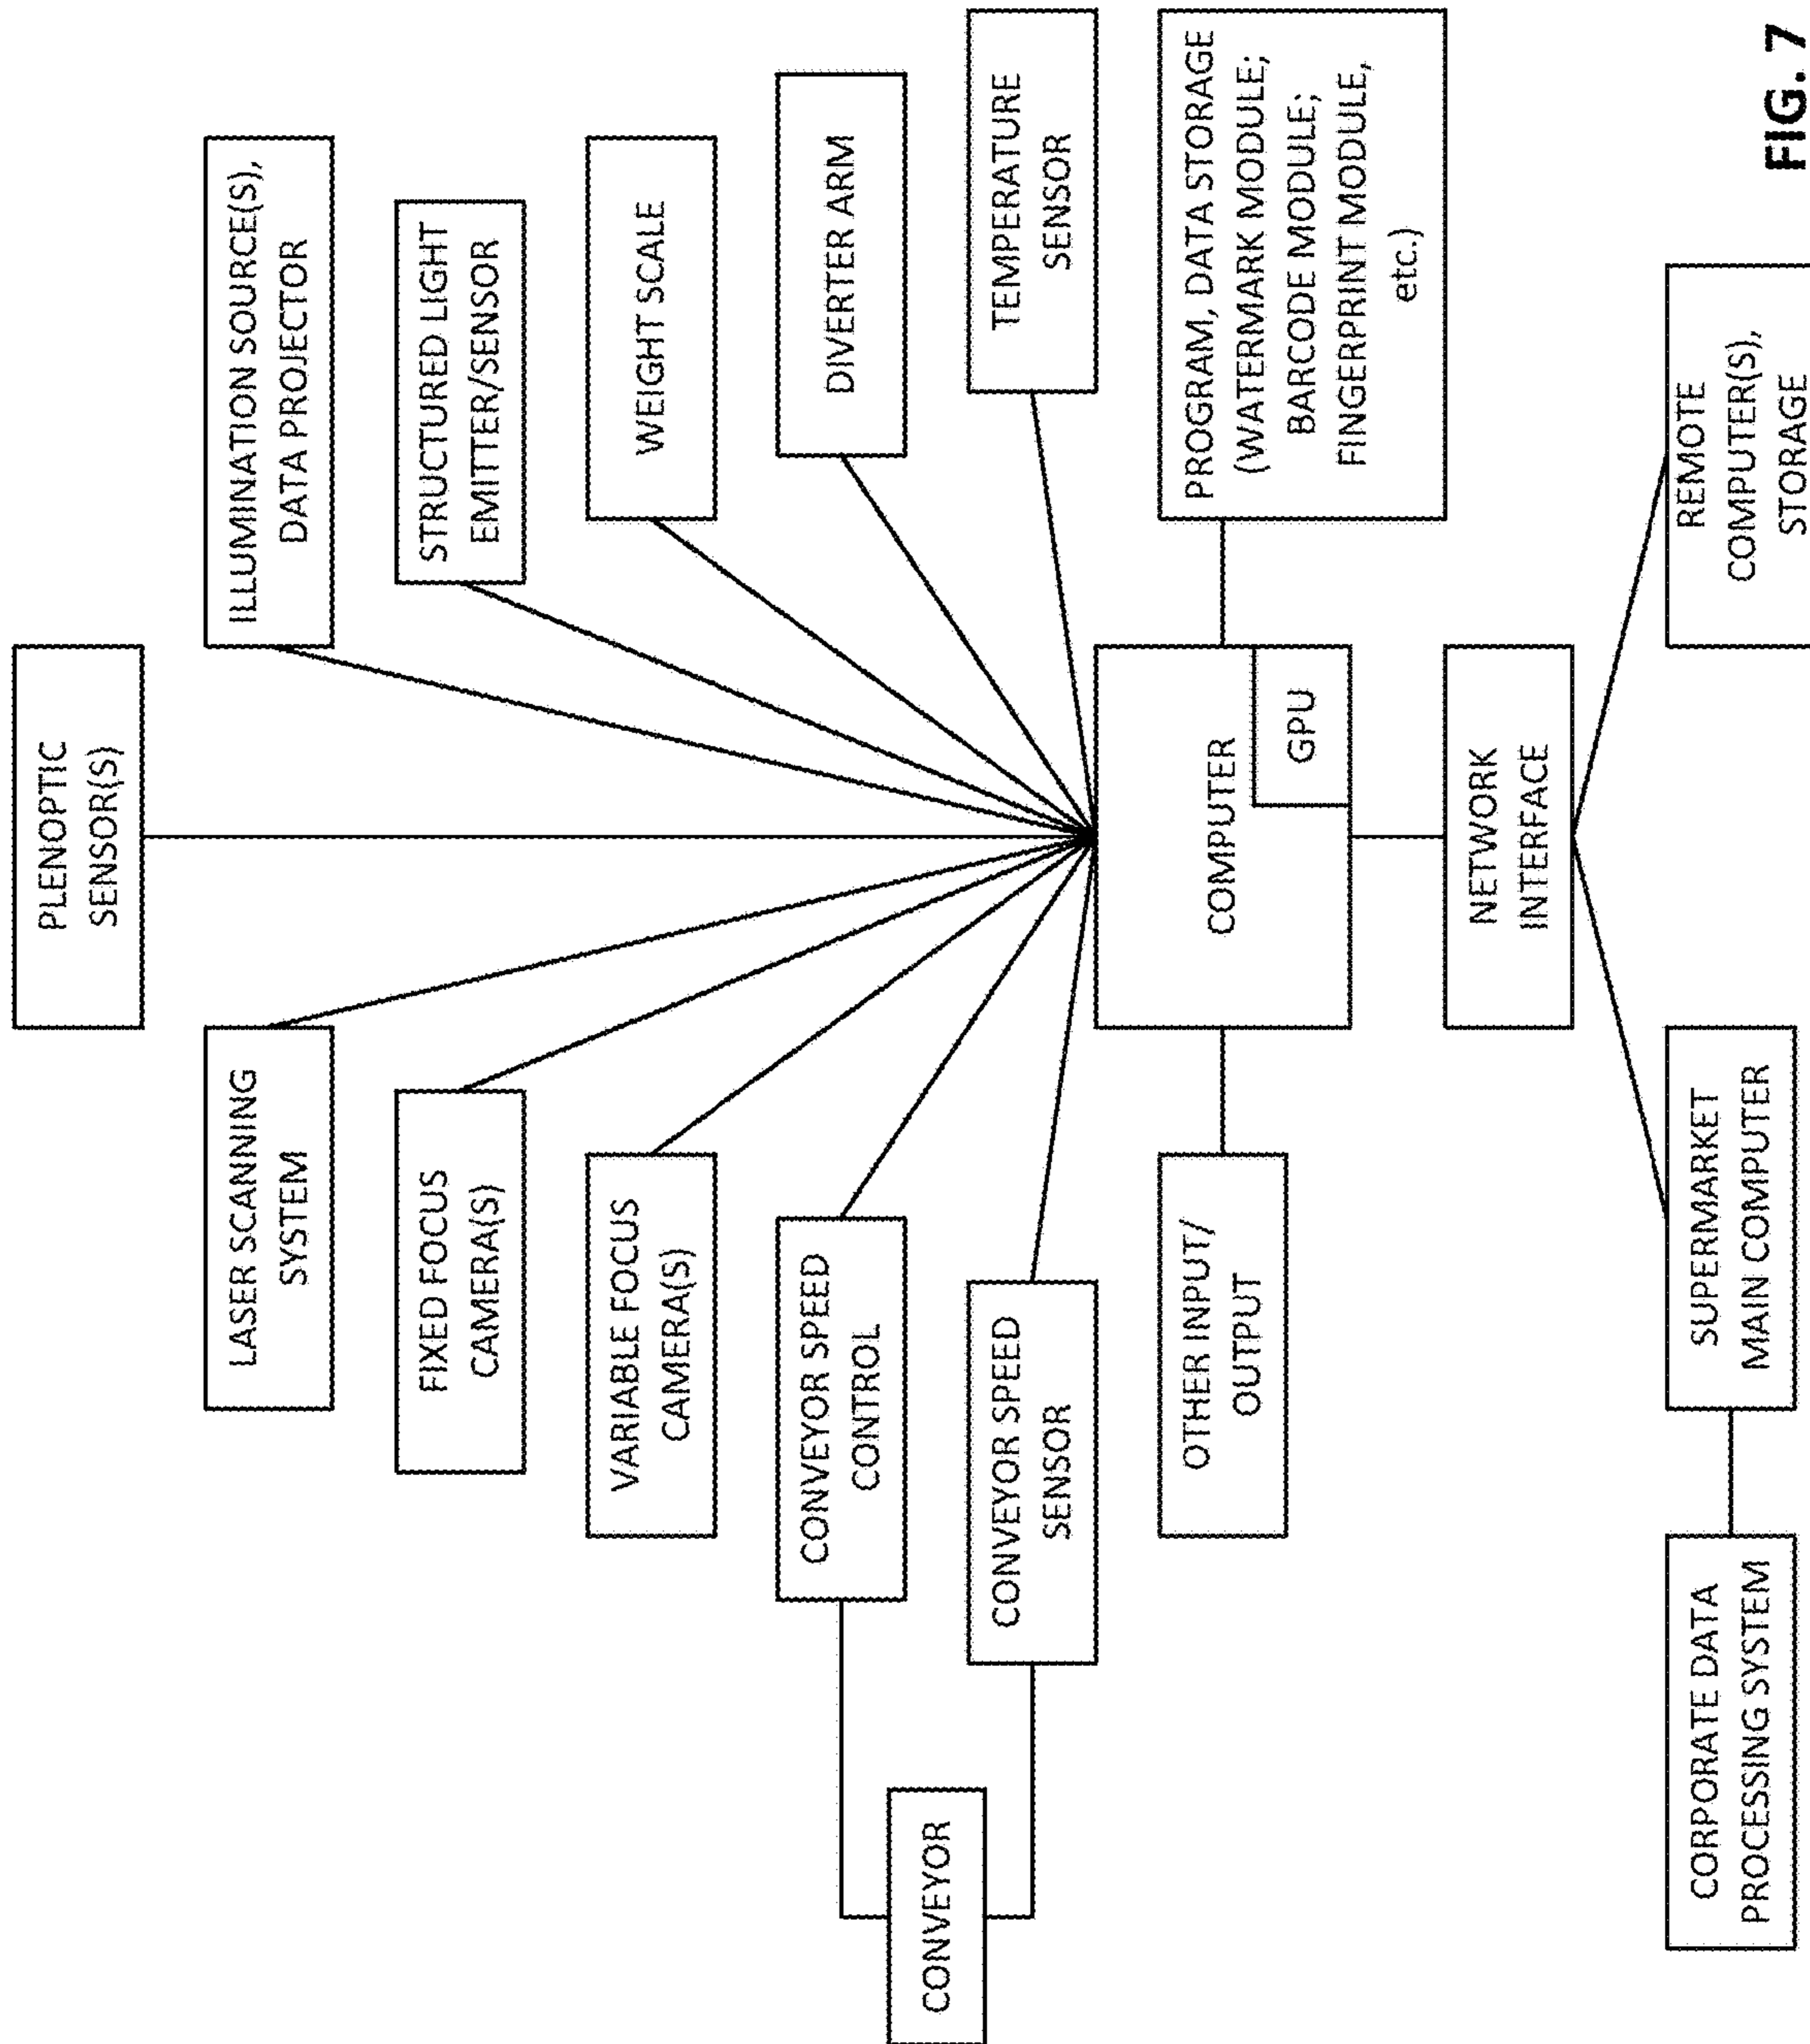 PLENOPTIC
SENSOR(S)
LASER SCANNING
SYSTEM
ILLUMINATION SOURCE(S),
DATA PROJECTOR
FIXED FOCUS
CAMERA(S)
STRUCTURED LIGHT
EMITTER/SENSOR
VARIABLE FOCUS
CAMERA(S)
WEIGHT SCALE
CONVEYOR SPEED
CONTROL
DIVERTER ARM
CONVEYOR
CONVEYOR SPEED
SENSOR
TEMPERATURE
SENSOR
COMPUTER
GPU
OTHER INPUT/
OUTPUT
PROGRAM, DATA STORAGE
(WATERMARK MODULE;
BARCODE MODULE;
FINGERPRINT MODULE,
etc.)
NETWORK
INTERFACE
CORPORATE DATA
PROCESSING SYSTEM
SUPERMARKET
MAIN COMPUTER
REMOTE
COMPUTER(S),
STORAGE
FIG. 7